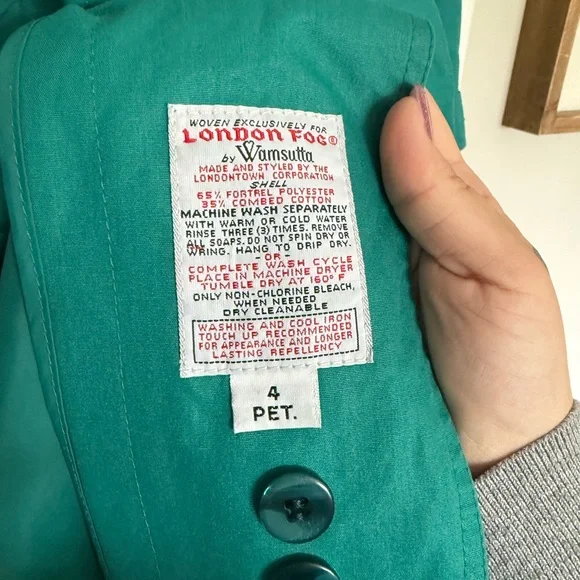 WOVEN EXCLUSIVELY FOR
LONDON FOG®
by Wamsutta
MADE AND STYLED BY THE
LONDONTOWN CORPORATION
SHELL
65% FORTREL POLYESTER
35% COMBED COTTON
MACHINE WASH SEPARATELY
WITH WARM OR COLD WATER
RINSE THREE (3) TIMES. REMOVE
ALL SOAPS. DO NOT SPIN DRY OR
WRING. HANG TO DRIP DRY.
-OR-
COMPLETE WASH CYCLE
PLACE IN MACHINE DRYER
TUMBLE DRY AT 160° F
ONLY NON-CHLORINE BLEACH,
WHEN NEEDED
DRY CLEANABLE
WASHING AND COOL IRON
TOUCH UP RECOMMENDED
FOR APPEARANCE AND LONGER
LASTING REPELLENCY
4
PET.